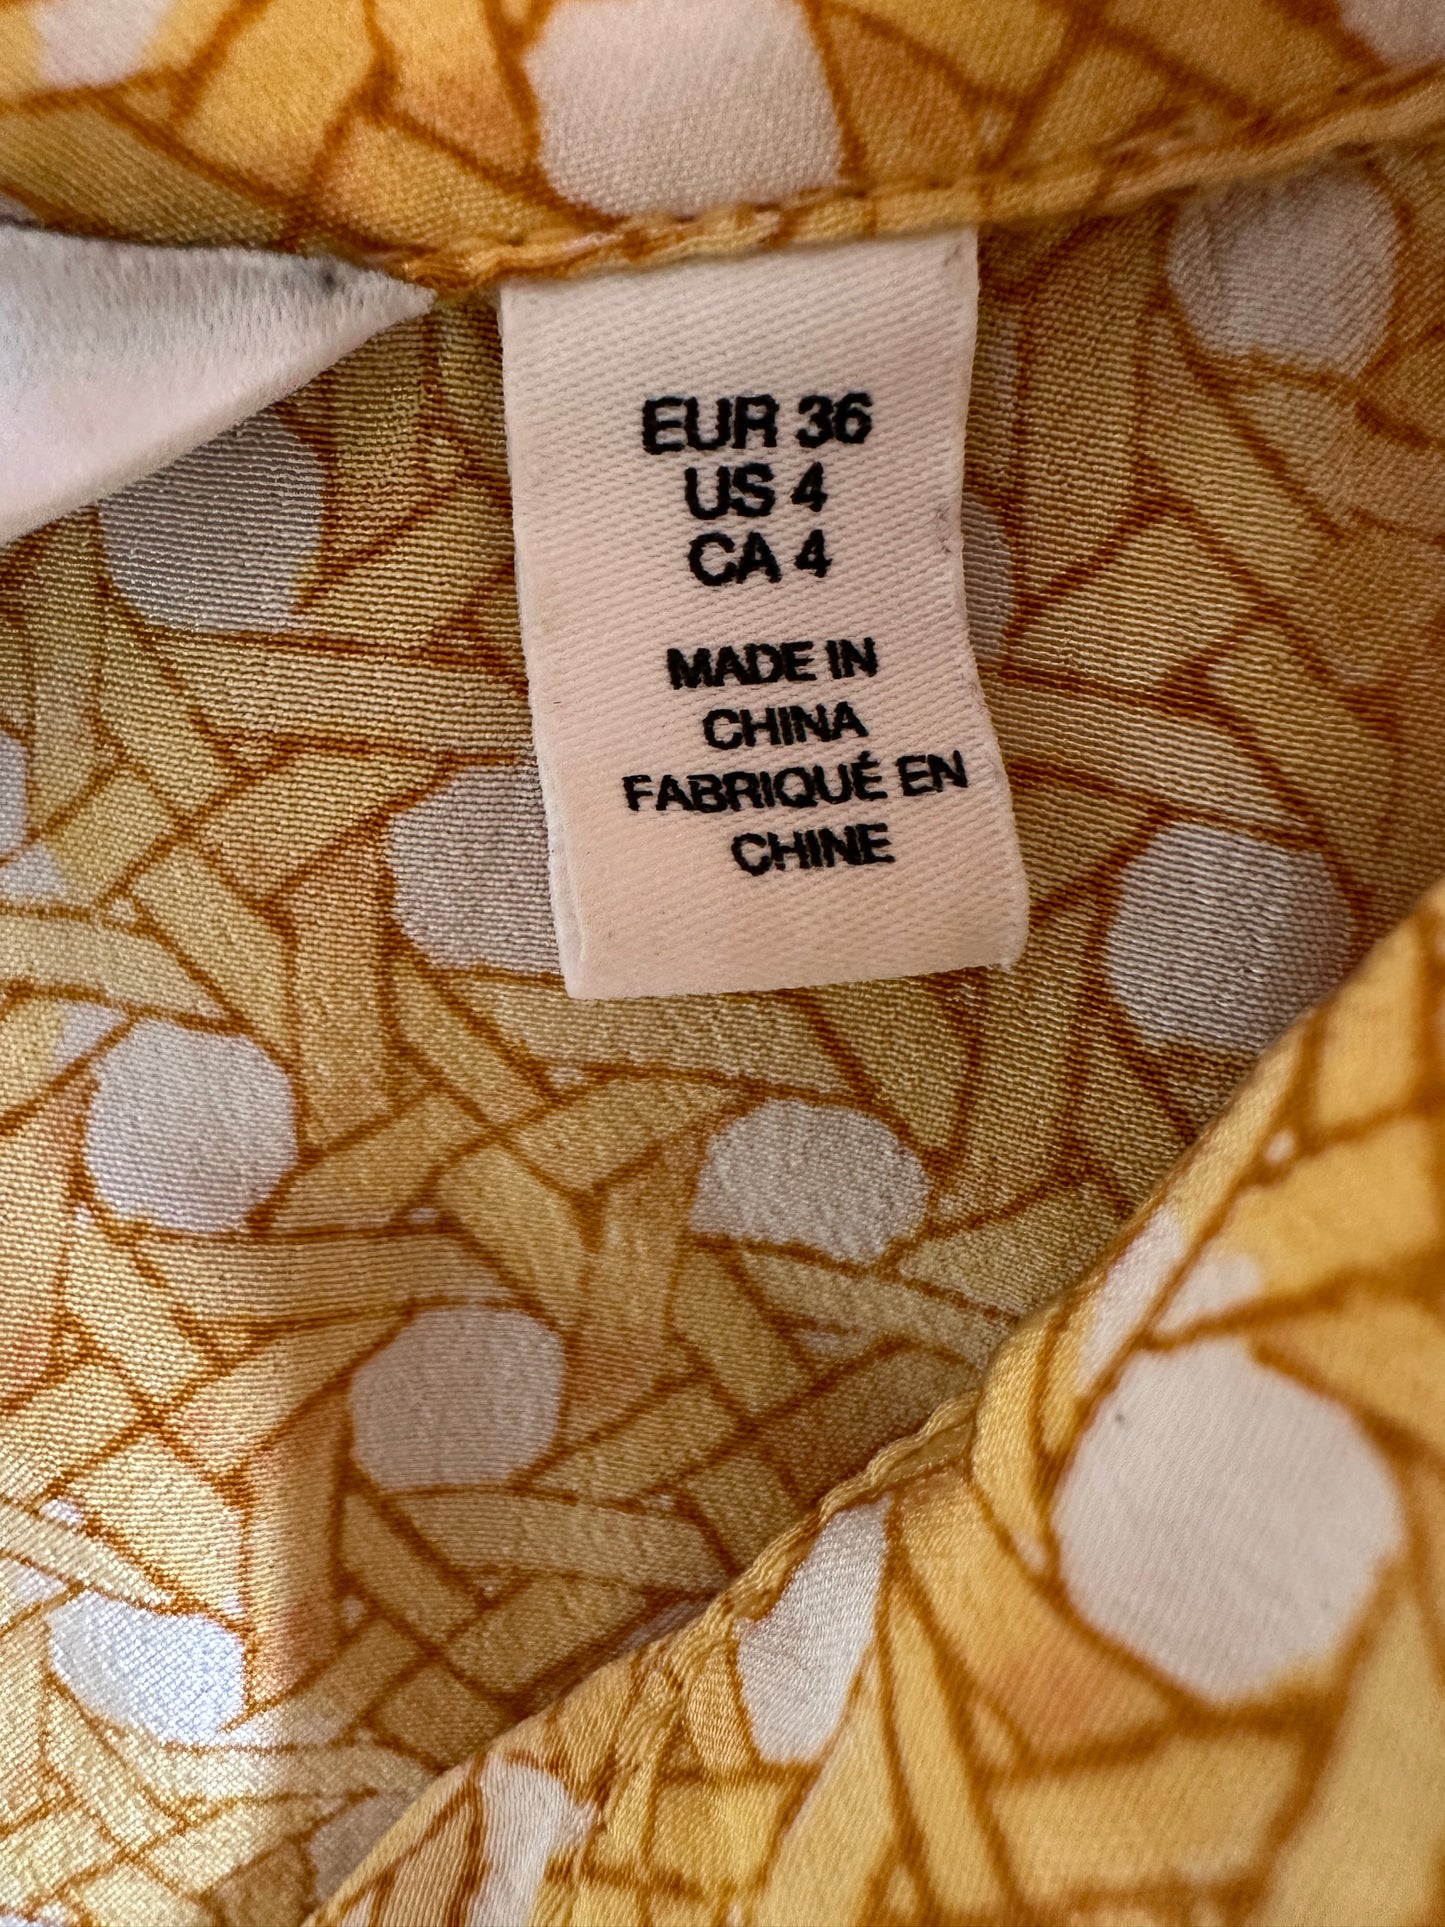 EUR 36
US 4
CA 4
MADE IN
CHINA
FABRIQUÉ EN
CHINE